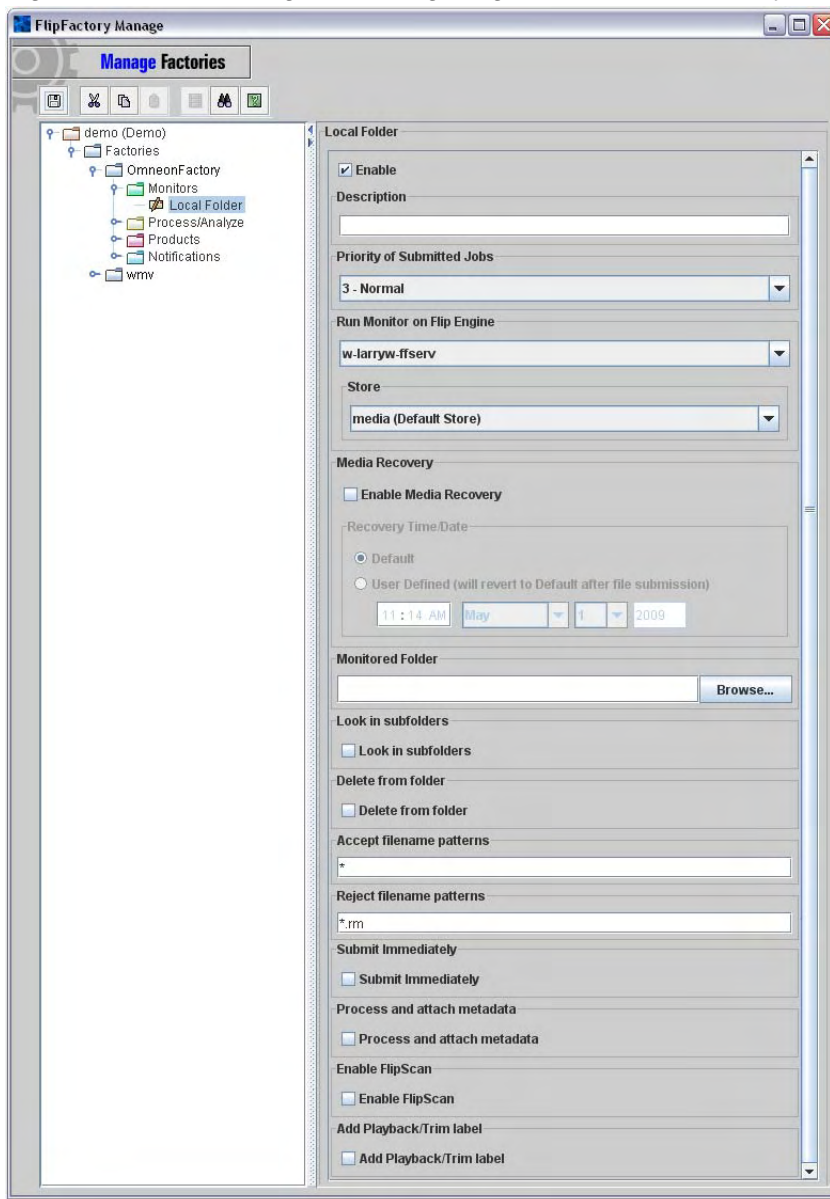 FlipFactory Manage
Manage Factories
demo (Demo)
Factories
OmneonFactory
Monitors
Local Folder
Process/Analyze
Products
Notifications
wmv
Local Folder
Enable
Description
Priority of Submitted Jobs
3 - Normal
Run Monitor on Flip Engine
w-larryw-ffserv
Store
media (Default Store)
Media Recovery
Enable Media Recovery
Recovery Time/Date
Default
User Defined (will revert to Default after file submission)
11 : 14 AM May 1 2009
Monitored Folder
Browse...
Look in subfolders
Look in subfolders
Delete from folder
Delete from folder
Accept filename patterns
*
Reject filename patterns
*.rm
Submit Immediately
Submit Immediately
Process and attach metadata
Process and attach metadata
Enable FlipScan
Enable FlipScan
Add Playback/Trim label
Add Playback/Trim label